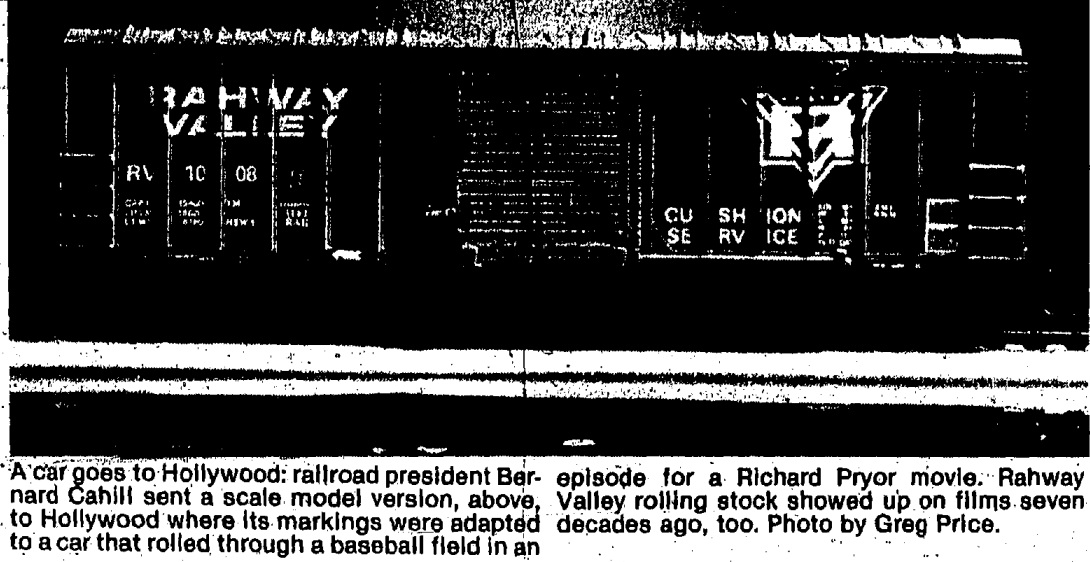 RAHWAY
VALLEY
RV 10 08
CU SH ION
SE RV ICE
A car goes to Hollywood: railroad president Ber-
nard Cahill sent a scale model version, above,
to Hollywood where its markings were adapted
to a car that rolled through a baseball field in an
episode for a Richard Pryor movie. Rahway
Valley rolling stock showed up on films seven
decades ago, too. Photo by Greg Price.